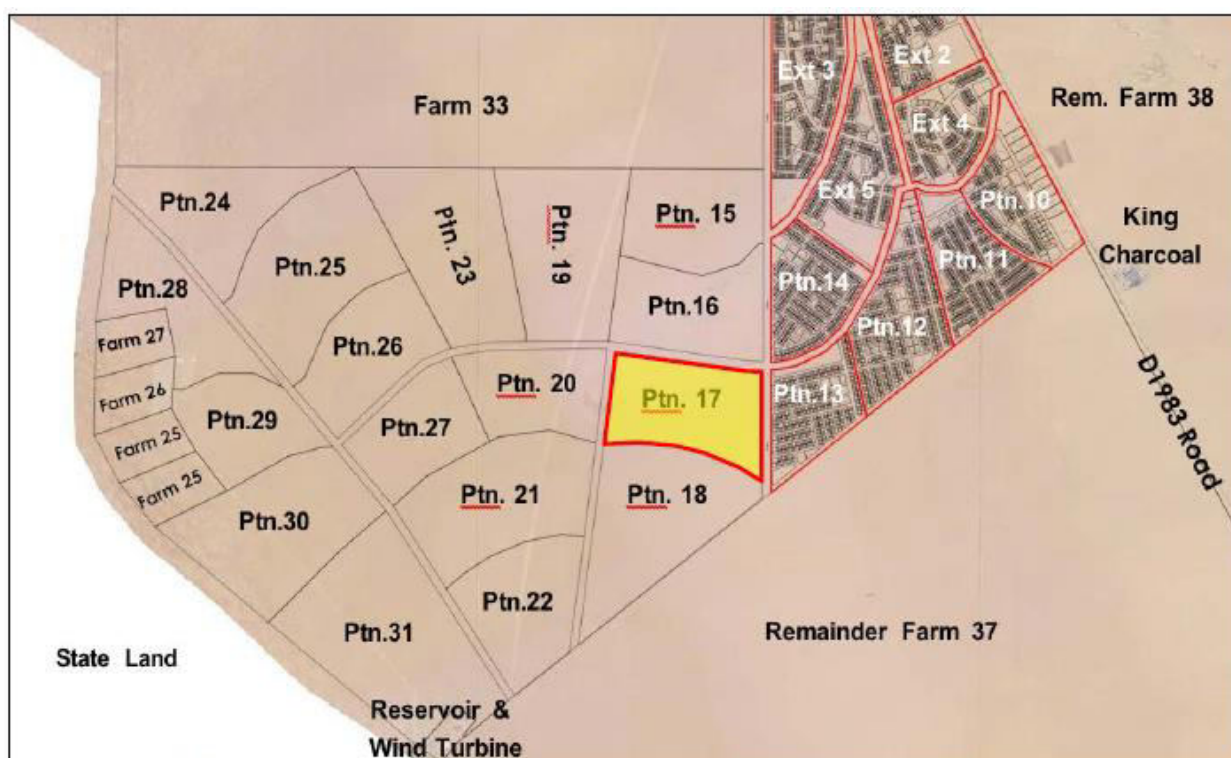 Ext 2
Ext 3
Rem. Farm 38
Farm 33
Ext 4
Ext 5
Ptn.24
Ptn. 23
Ptn. 19
Ptn. 15
Ptn.10
King
Charcoal
Ptn.25
Ptn.11
Ptn.14
Ptn.28
Ptn.16
Farm 27
Ptn.26
Ptn.12
Ptn. 20
Farm 26
Ptn. 17
Ptn.13
D1983 Road
Ptn.29
Ptn.27
Farm 25
Farm 25
Ptn. 21
Ptn. 18
Ptn.30
Ptn.22
Ptn.31
Remainder Farm 37
State Land
Reservoir &
Wind Turbine